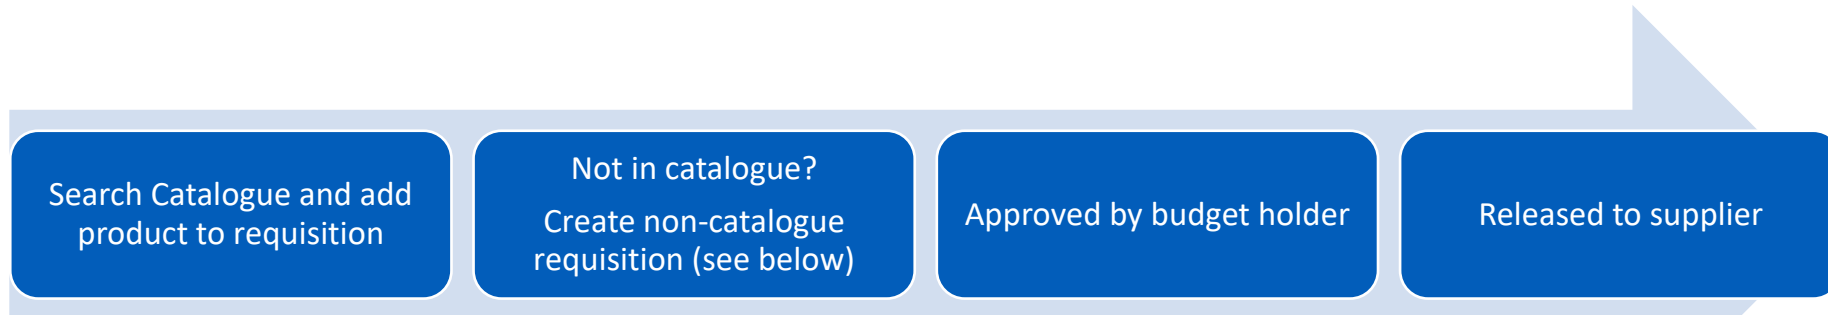 Search Catalogue and add
product to requisition
Not in catalogue?
Create non-catalogue
requisition (see below)
Approved by budget holder
Released to supplier